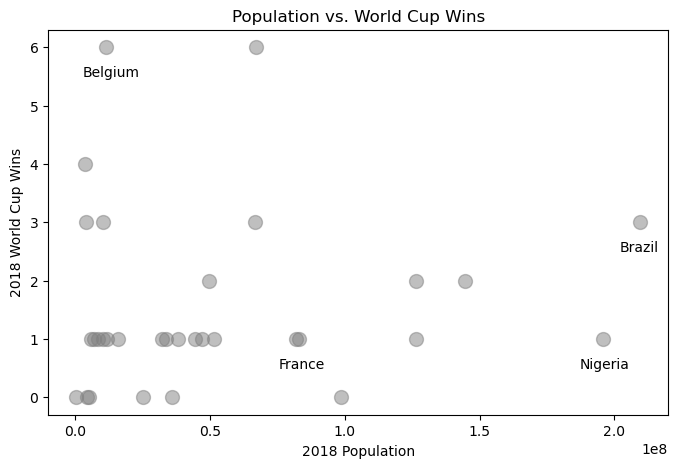 Population vs. World Cup Wins
6
Belgium
5
4
3
Brazil
2
1
France
Nigeria
0
2018 World Cup Wins
0.0
0.5
1.0
1.5
2.0
1e8
2018 Population